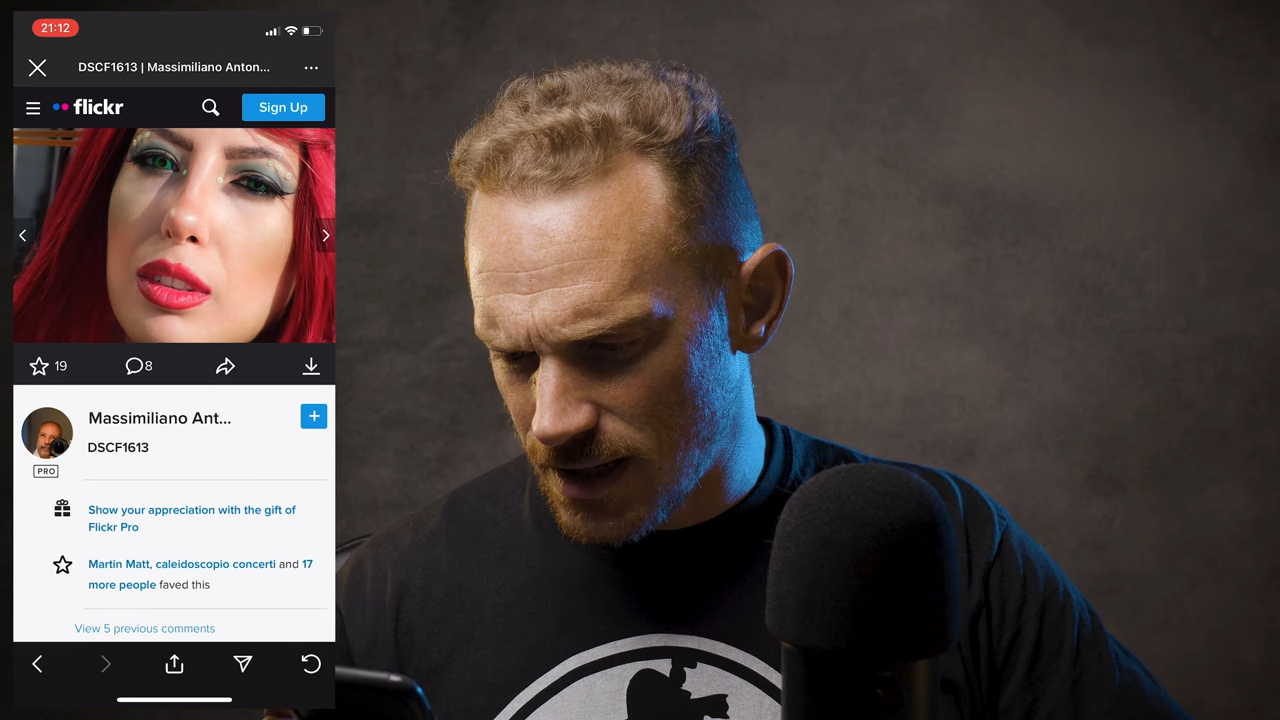 21:12
DSCF1613 | Massimiliano Anton...
flickr
Sign Up
19
8
Massimiliano Ant...
DSCF1613
PRO
Show your appreciation with the gift of
Flickr Pro
Martin Matt, caleidoscopio concerti and 17
more people faved this
View 5 previous comments